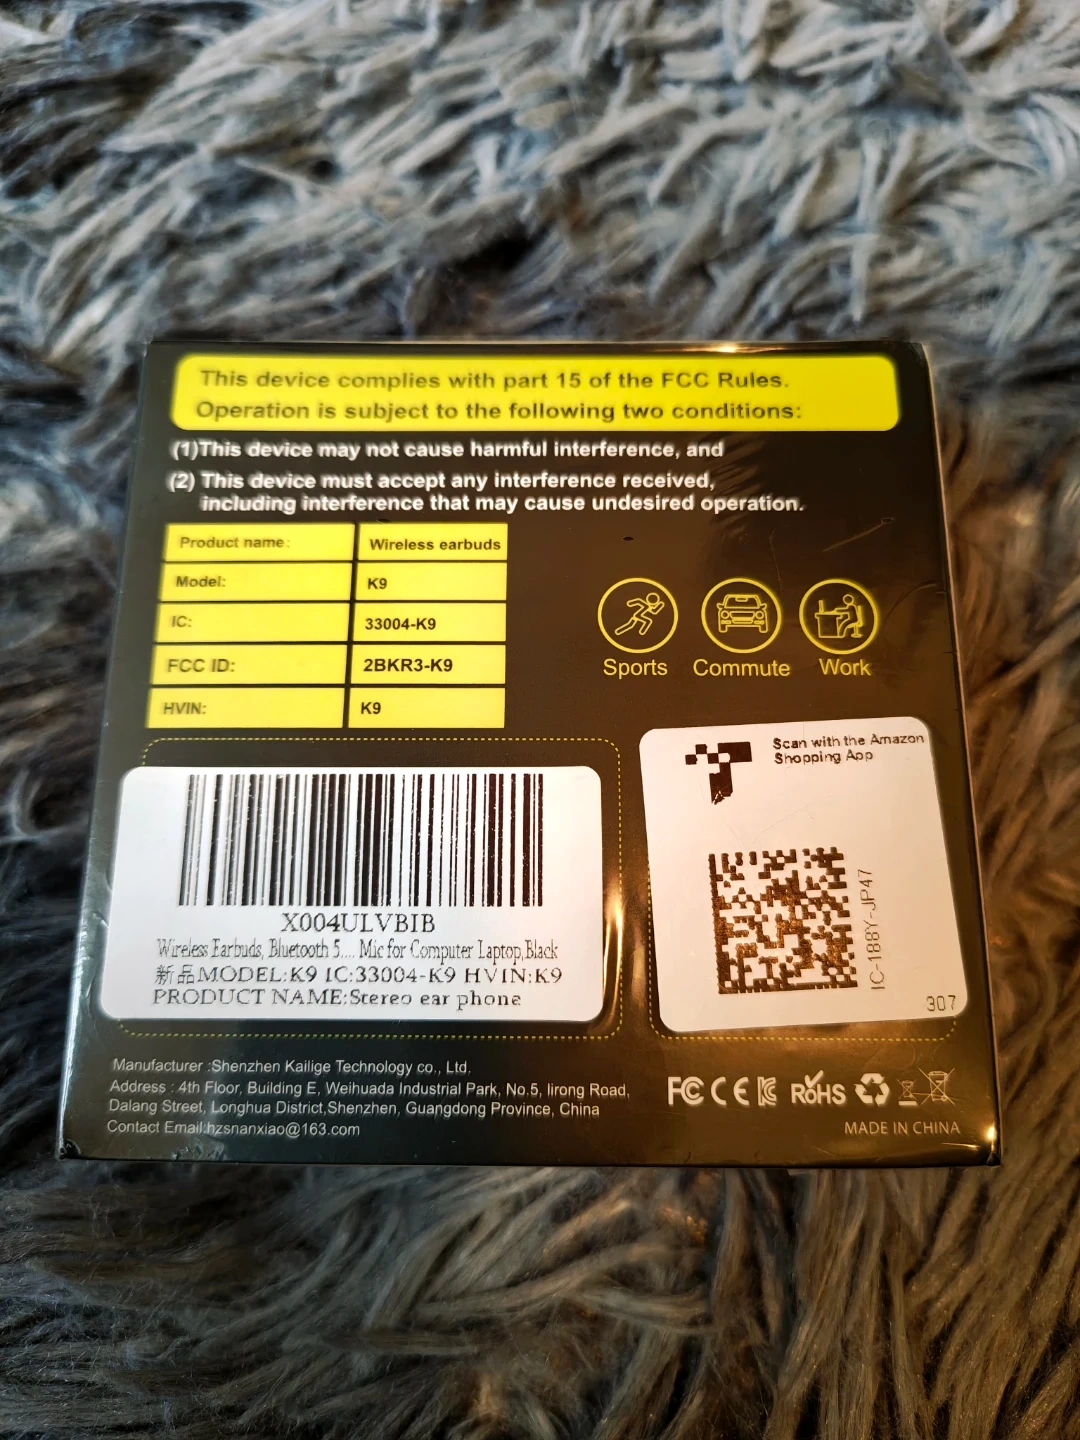 This device complies with part 15 of the FCC Rules.
Operation is subject to the following two conditions:
(1)This device may not cause harmful interference, and
(2) This device must accept any interference received,
including interference that may cause undesired operation.
Product name: Wireless earbuds
Model: K9
IC: 33004-K9
FCC ID: 2BKR3-K9
HVIN: K9
Sports Commute Work
X004ULVBIB
Wireless Earbuds, Bluetooth 5.... Mic for Computer Laptop,Black
新品MODEL:K9 IC:33004-K9 HVIN:K9
PRODUCT NAME:Stereo ear phone
Scan with the Amazon
Shopping App
IC-188Y-JP47
307
Manufacturer :Shenzhen Kailige Technology co., Ltd.
Address : 4th Floor, Building E, Weihuada Industrial Park, No.5, lirong Road,
Dalang Street, Longhua District,Shenzhen, Guangdong Province, China
Contact Email:hzsnanxiao@163.com
FC CE RoHS
MADE IN CHINA